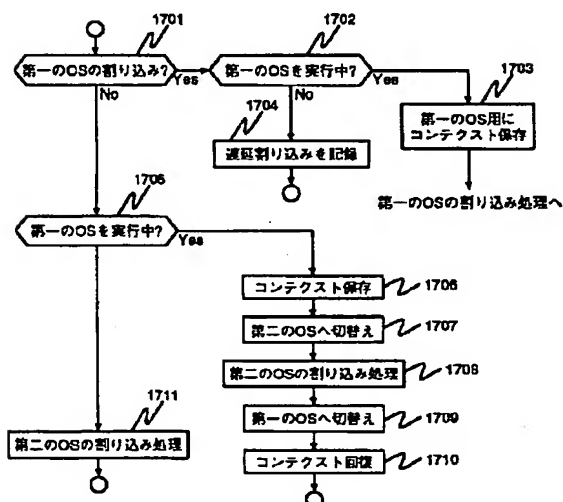 1701
第一のOSの割り込み?
Yes
No
1702
第一のOSを実行中?
Yes
No
1703
第一のOS用に
コンテクスト保存
第一のOSの割り込み処理へ
1704
遅延割り込みを記録
1705
第一のOSを実行中?
Yes
コンテクスト保存
1706
第二のOSへ切替え
1707
第二のOSの割り込み処理
1708
第一のOSへ切替え
1709
コンテクスト回復
1710
1711
第二のOSの割り込み処理